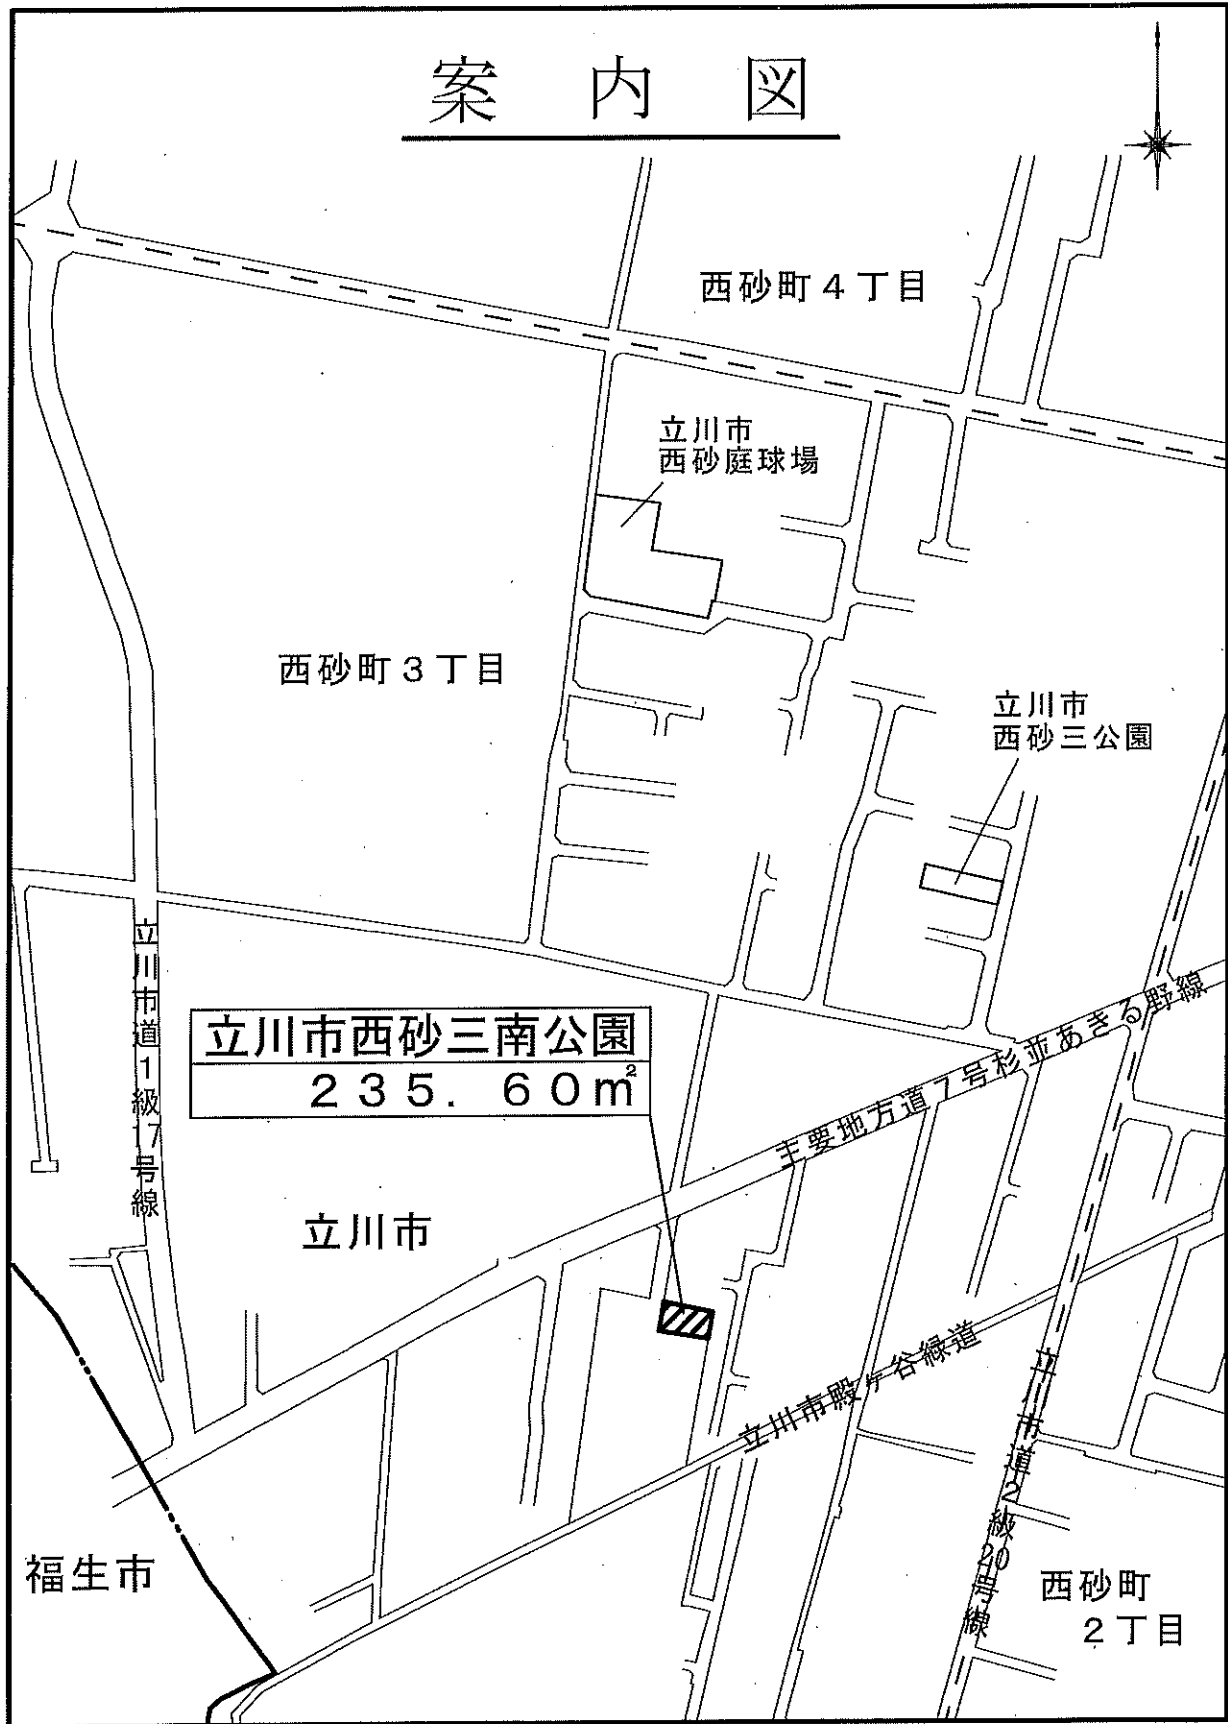 案内図
西砂町４丁目
立川市
西砂庭球場
西砂町３丁目
立川市
西砂三公園
立川市道１級１７号線
立川市西砂三南公園
２３５．６０㎡
主要地方道７号杉並あきる野線
立川市
立川市殿ヶ谷緑道
立川市道２級２０号線
福生市
西砂町
２丁目